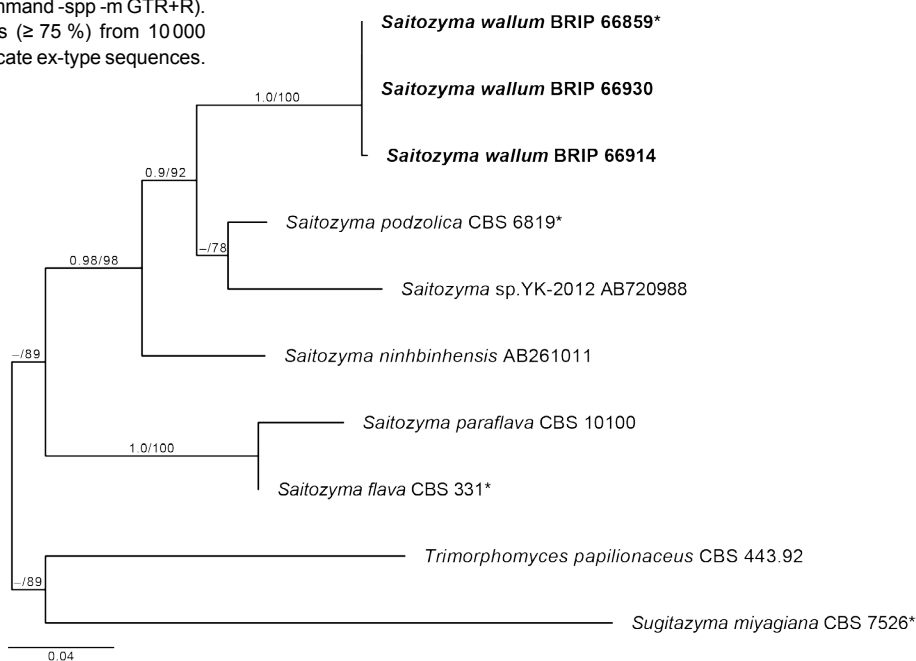 -spp -m GTR+R).
(≥ 75 %) from 10 000
ex-type sequences.
Saitozyma wallum BRIP 66859*
Saitozyma wallum BRIP 66930
1.0/100
Saitozyma wallum BRIP 66914
0.9/92
Saitozyma podzolica CBS 6819*
–/78
0.98/98
Saitozyma sp.YK-2012 AB720988
–/89
Saitozyma ninhbinhensis AB261011
Saitozyma paraflava CBS 10100
1.0/100
Saitozyma flava CBS 331*
Trimorphomyces papilionaceus CBS 443.92
–/89
Sugitazyma miyagiana CBS 7526*
0.04